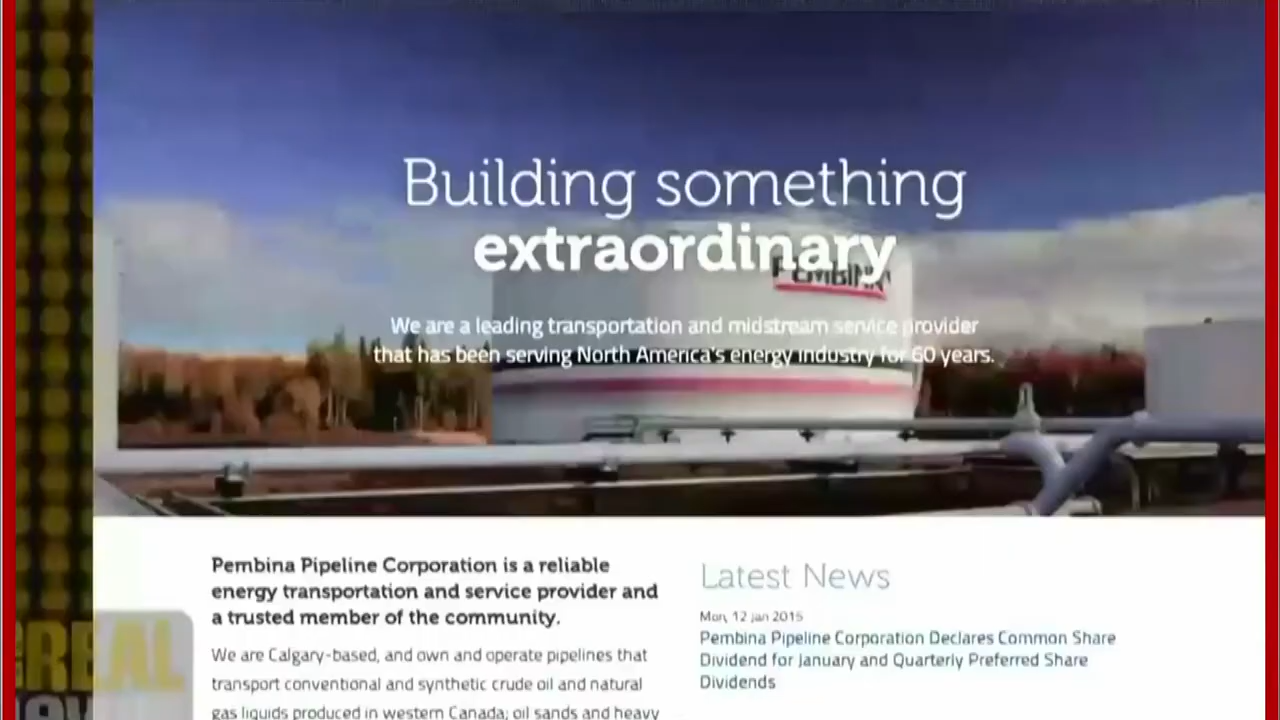 Building something
extraordinary
PEMBINA
We are a leading transportation and midstream service provider
that has been serving North America's energy industry for 60 years.
Pembina Pipeline Corporation is a reliable
energy transportation and service provider and
a trusted member of the community.
We are Calgary-based, and own and operate pipelines that
transport conventional and synthetic crude oil and natural
gas liquids produced in western Canada; oil sands and heavy
Latest News
Mon, 12 Jan 2015
Pembina Pipeline Corporation Declares Common Share
Dividend for January and Quarterly Preferred Share
Dividends
REAL